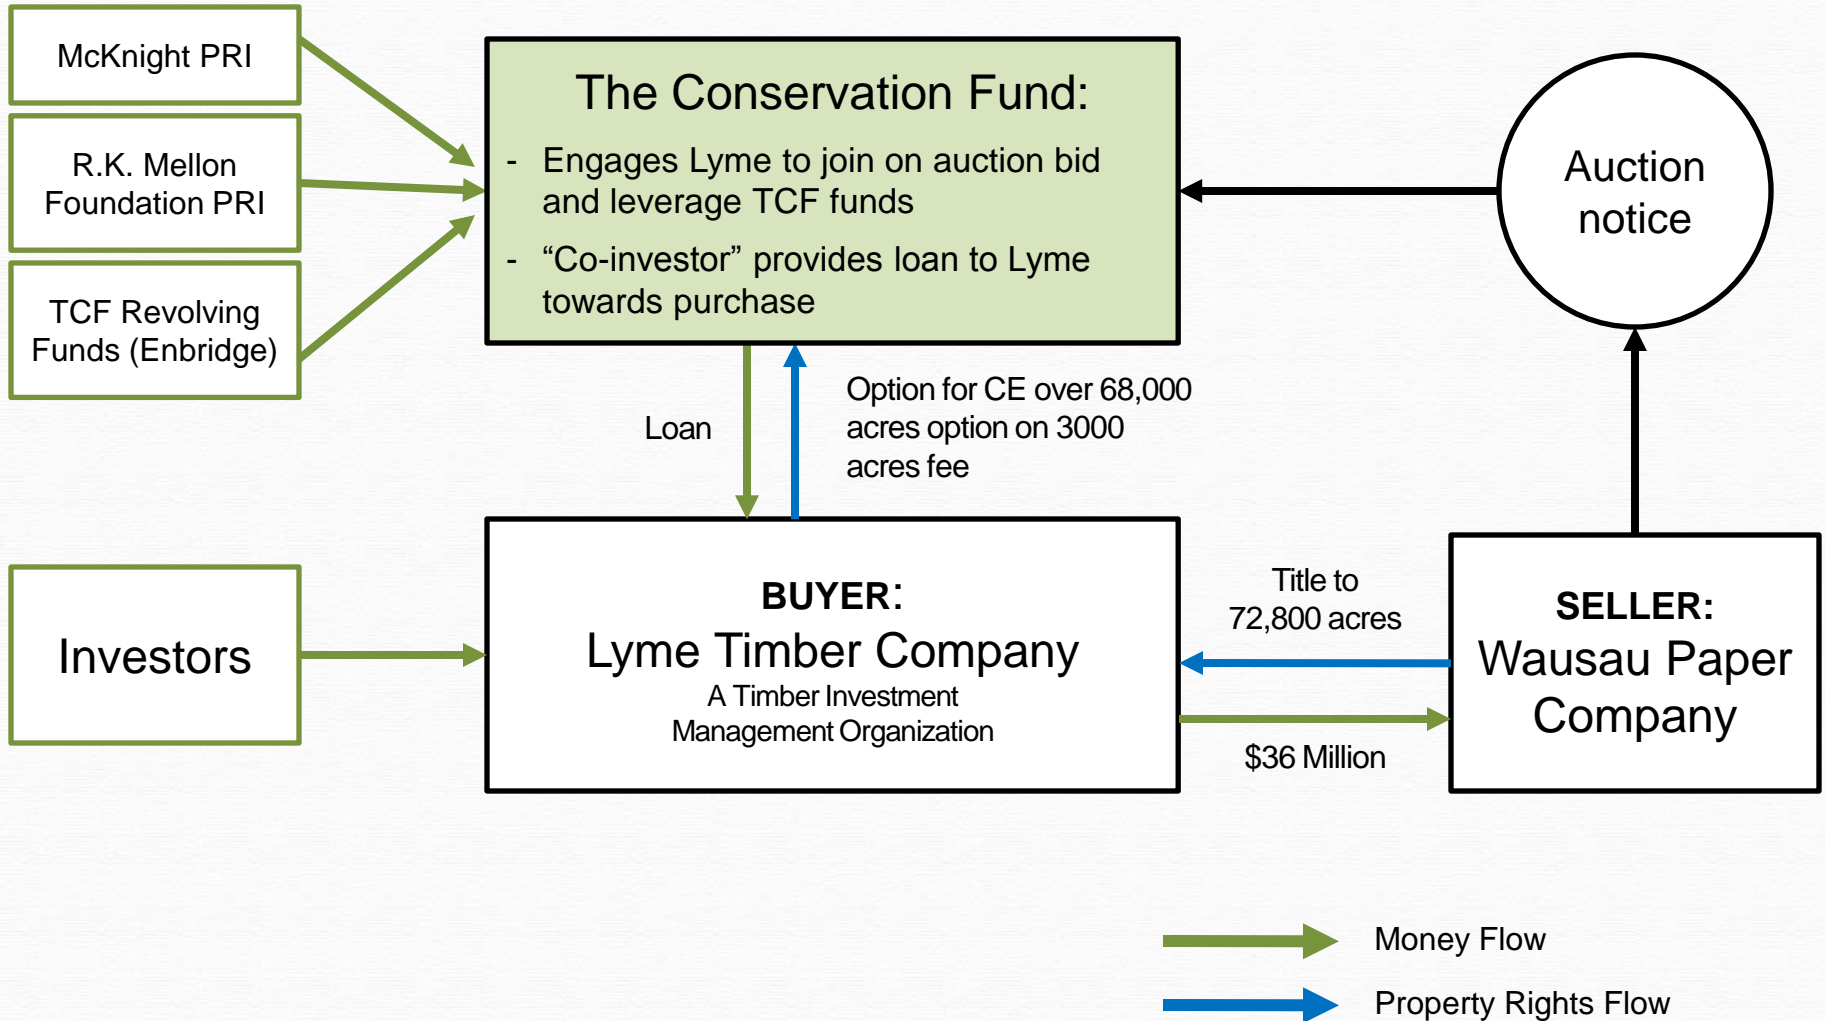 McKnight PRI
R.K. Mellon
Foundation PRI
TCF Revolving
Funds (Enbridge)
The Conservation Fund:
- Engages Lyme to join on auction bid
and leverage TCF funds
- “Co-investor” provides loan to Lyme
towards purchase
Auction
notice
Loan
Option for CE over 68,000
acres option on 3000
acres fee
Investors
BUYER:
Lyme Timber Company
A Timber Investment
Management Organization
Title to
72,800 acres
$36 Million
SELLER:
Wausau Paper
Company
Money Flow
Property Rights Flow